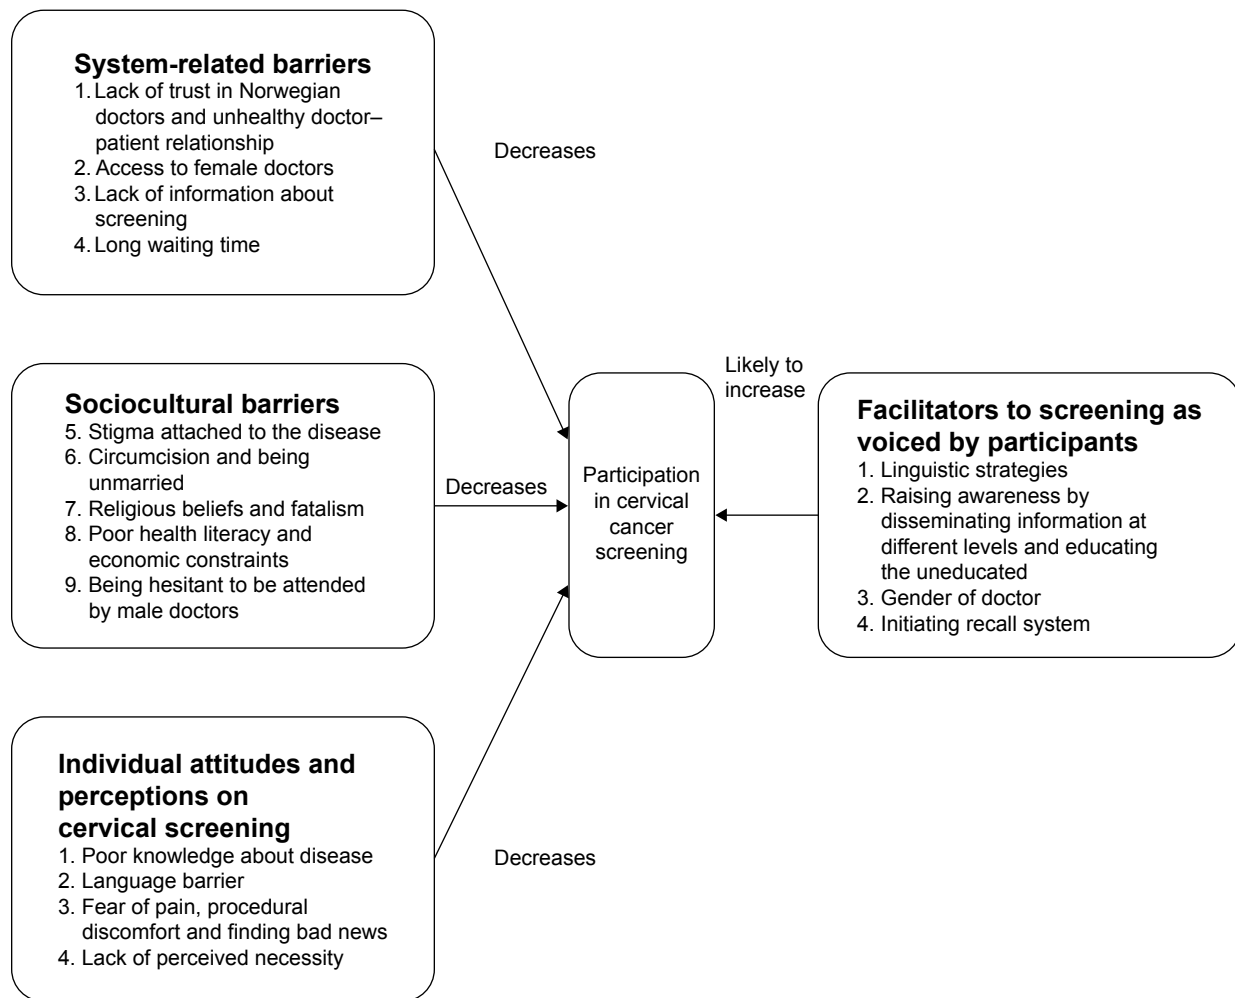 System-related barriers
1. Lack of trust in Norwegian
doctors and unhealthy doctor–
patient relationship
2. Access to female doctors
3. Lack of information about
screening
4. Long waiting time
Decreases
Sociocultural barriers
5. Stigma attached to the disease
6. Circumcision and being
unmarried
7. Religious beliefs and fatalism
8. Poor health literacy and
economic constraints
9. Being hesitant to be attended
by male doctors
Decreases
Participation
in cervical
cancer
screening
Likely to
increase
Facilitators to screening as
voiced by participants
1. Linguistic strategies
2. Raising awareness by
disseminating information at
different levels and educating
the uneducated
3. Gender of doctor
4. Initiating recall system
Individual attitudes and
perceptions on
cervical screening
1. Poor knowledge about disease
2. Language barrier
3. Fear of pain, procedural
discomfort and finding bad news
4. Lack of perceived necessity
Decreases